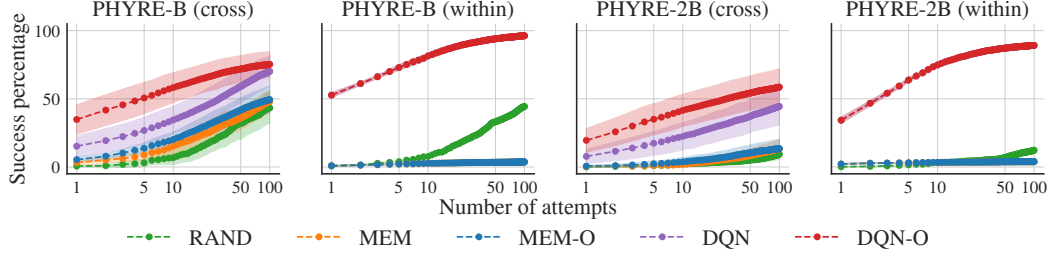 PHYRE-B (cross) PHYRE-B (within) PHYRE-2B (cross) PHYRE-2B (within)
Success percentage
100
50
0
1 5 10 50 100 1 5 10 50 100 1 5 10 50 100 1 5 10 50 100
Number of attempts
RAND MEM MEM-O DQN DQN-O